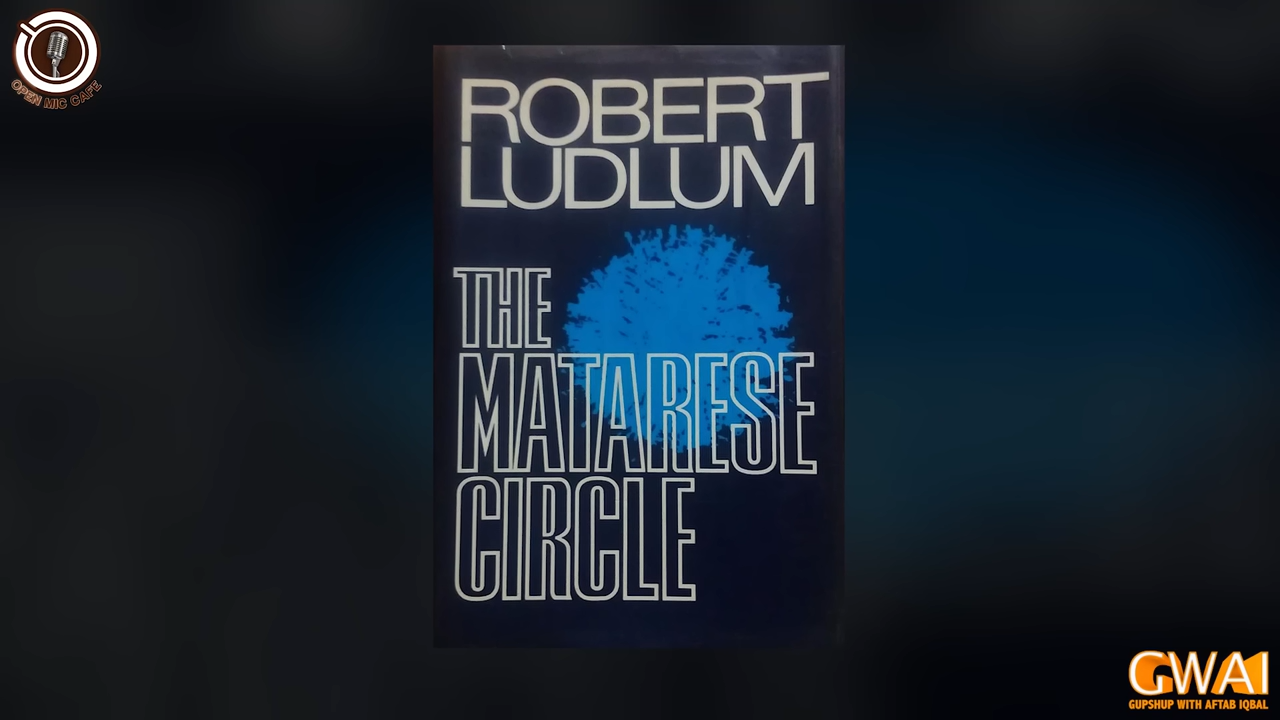 OPEN MIC CAFE
ROBERT
LUDLUM
THE
MATARESE
CIRCLE
GWAI
GUPSHUP WITH AFTAB IQBAL